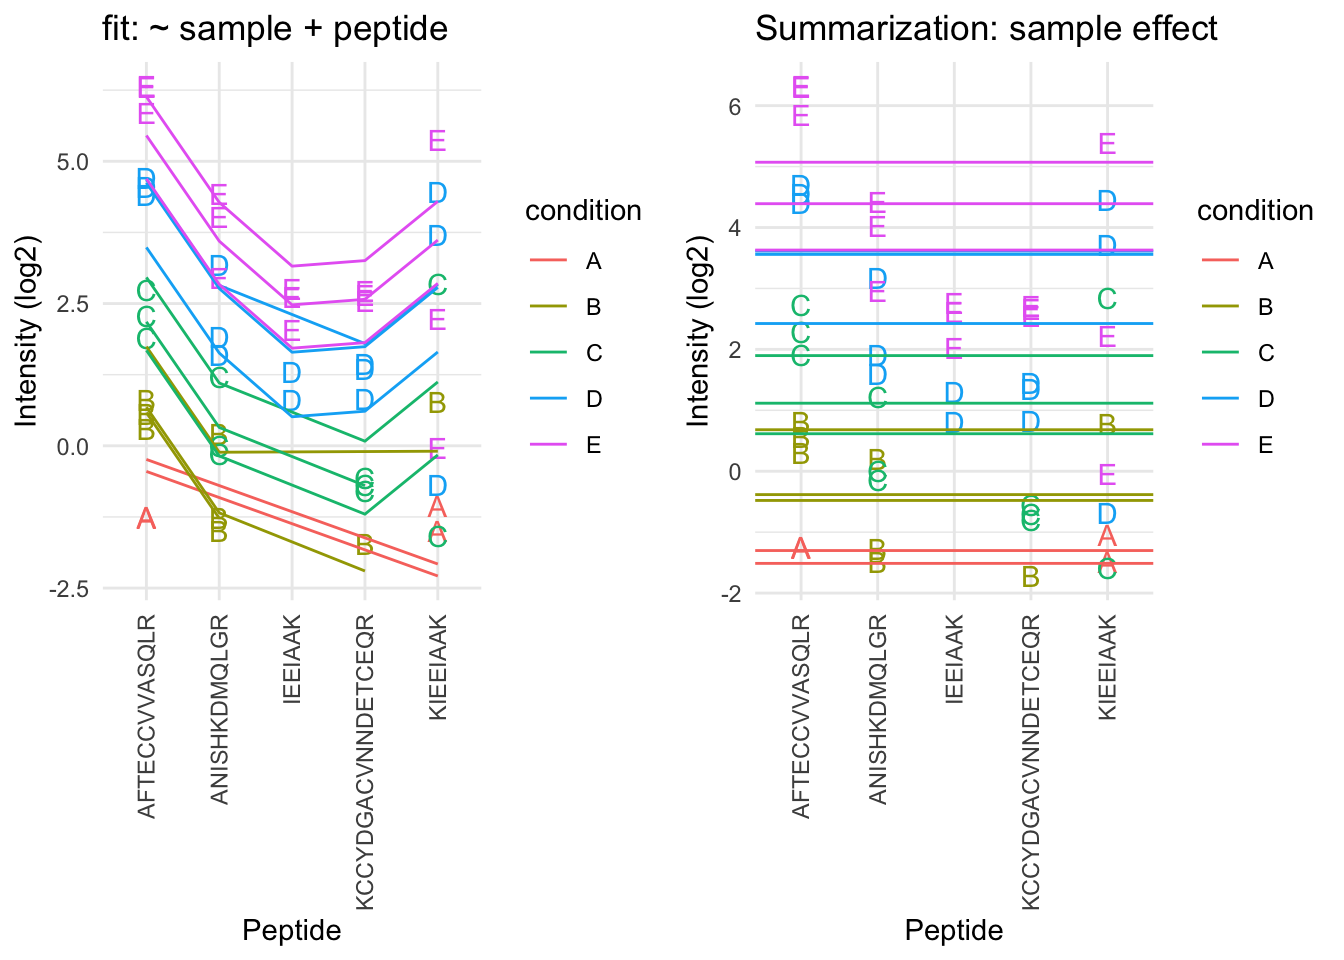 fit: ~ sample + peptide
Intensity (log2)
5.0
2.5
0.0
-2.5
E
E
E
D
D
D
C
C
C
B
B
B
B
A
E
E
D
E
D
D
C
B
B
C
C
B
B
B
E
E
E
D
D
E
E
E
D
D
D
C
C
C
B
E
D
D
C
E
B
E
D
A
A
C
AFTECCVVASQLR
ANISHKDMQLGR
IEEIAAK
KCCYDGACVNNDETCEQR
KIEEIAAK
Peptide
condition
A
B
C
D
E
Summarization: sample effect
Intensity (log2)
6
4
2
0
-2
E
E
E
D
D
D
C
C
C
B
B
B
B
A
E
E
D
E
D
D
C
B
B
C
C
B
B
B
E
E
E
D
D
E
E
E
D
D
D
C
C
C
B
E
D
D
C
E
B
E
D
A
A
C
AFTECCVVASQLR
ANISHKDMQLGR
IEEIAAK
KCCYDGACVNNDETCEQR
KIEEIAAK
Peptide
condition
A
B
C
D
E